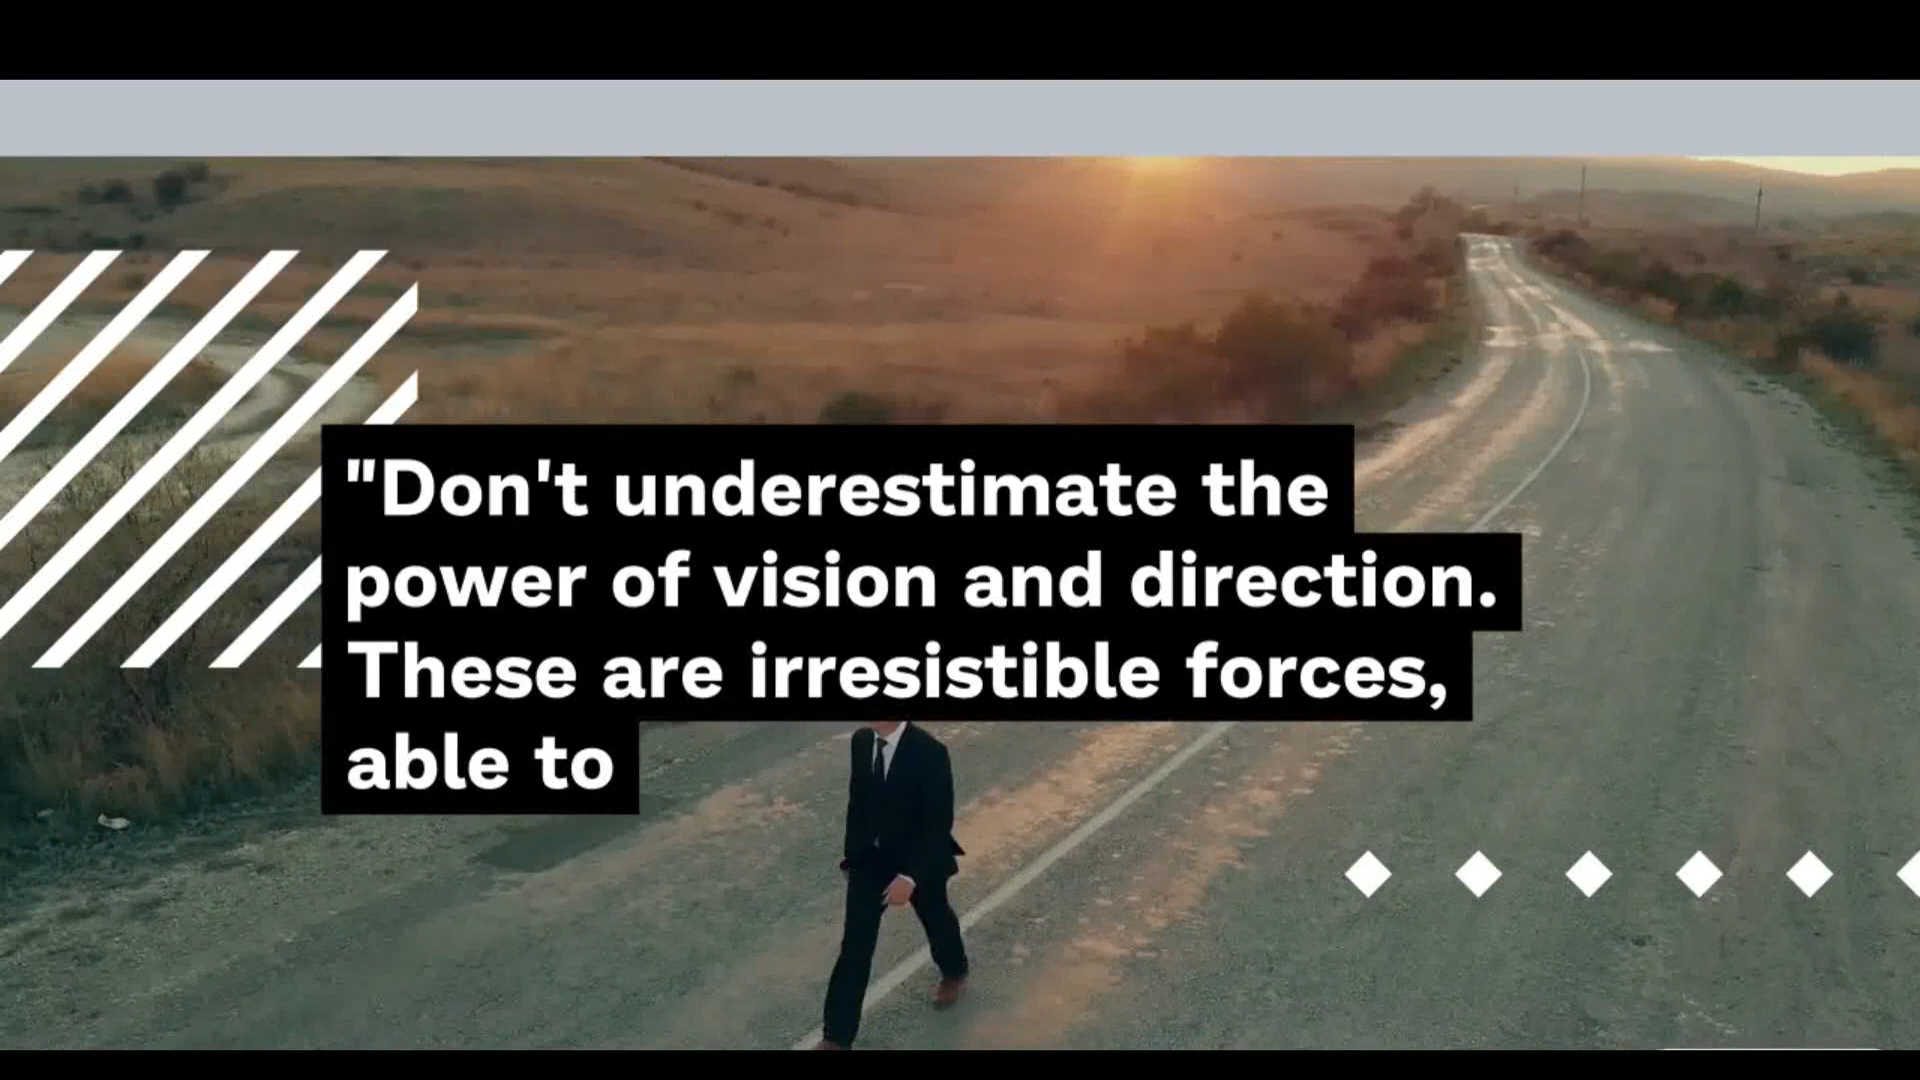 "Don't underestimate the
power of vision and direction.
These are irresistible forces,
able to